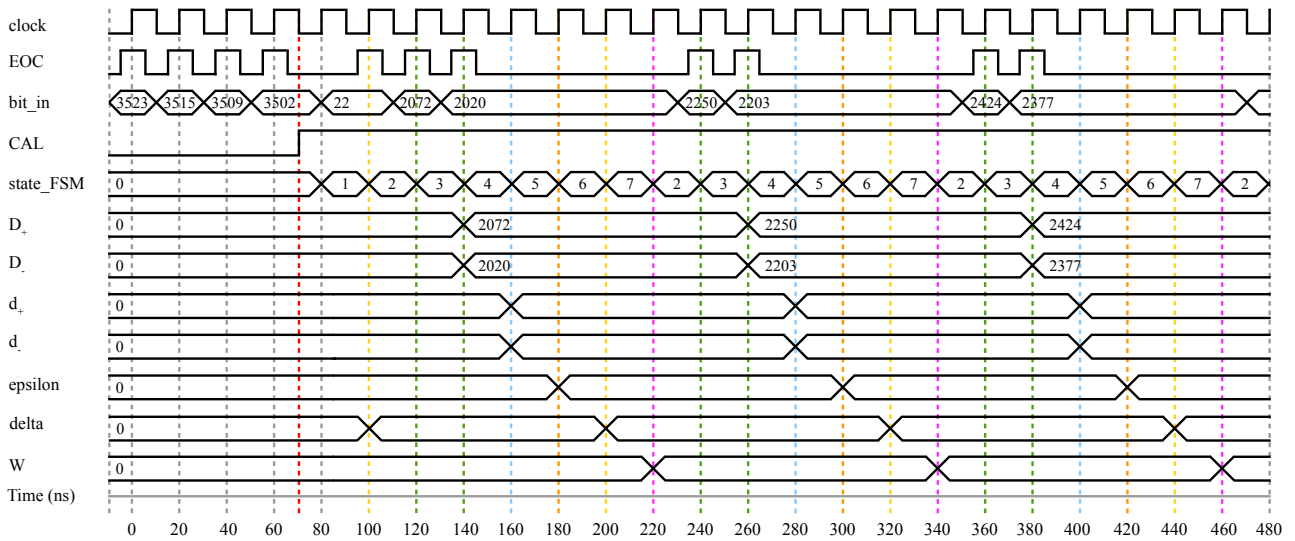 clock
EOC
bit_in 3523 3515 3509 3502 22 2072 2020 2250 2203 2424 2377
CAL
state_FSM 0 1 2 3 4 5 6 7 2 3 4 5 6 7 2 3 4 5 6 7 2
D+ 0 2072 2250 2424
D- 0 2020 2203 2377
d+ 0
d- 0
epsilon 0
delta 0
W 0
Time (ns)
0 20 40 60 80 100 120 140 160 180 200 220 240 260 280 300 320 340 360 380 400 420 440 460 480